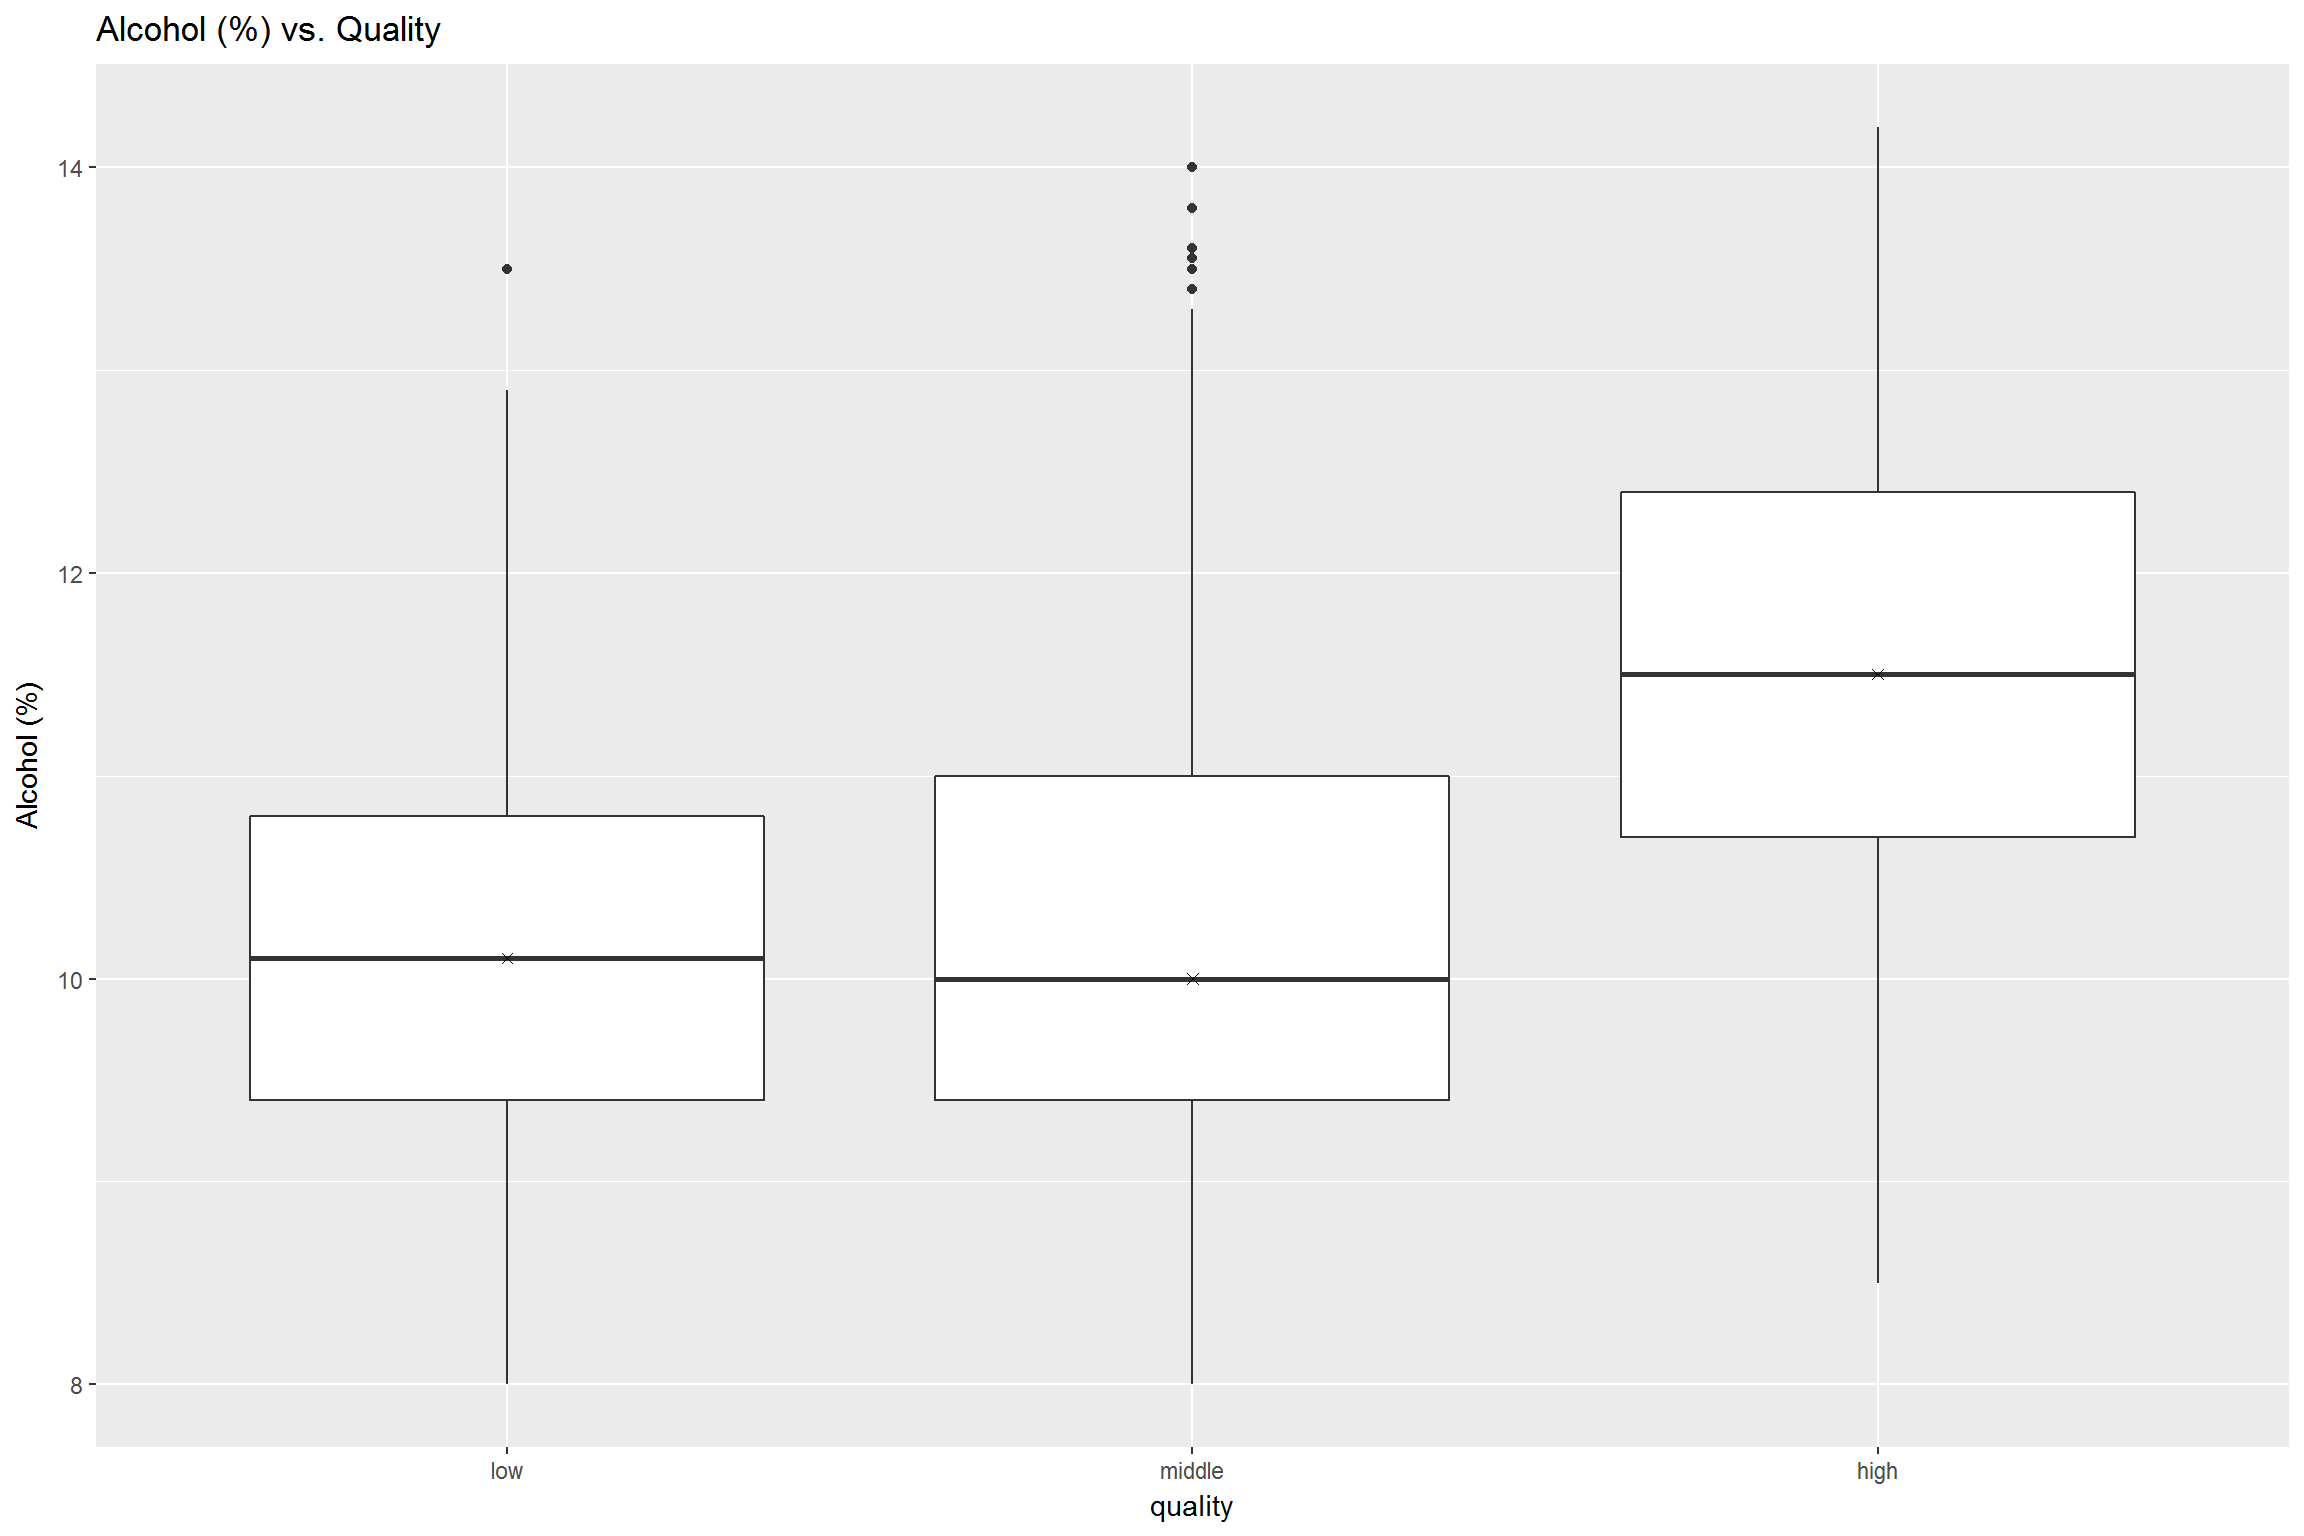 Alcohol (%) vs. Quality
14
12
10
8
Alcohol (%)
low
middle
high
quality